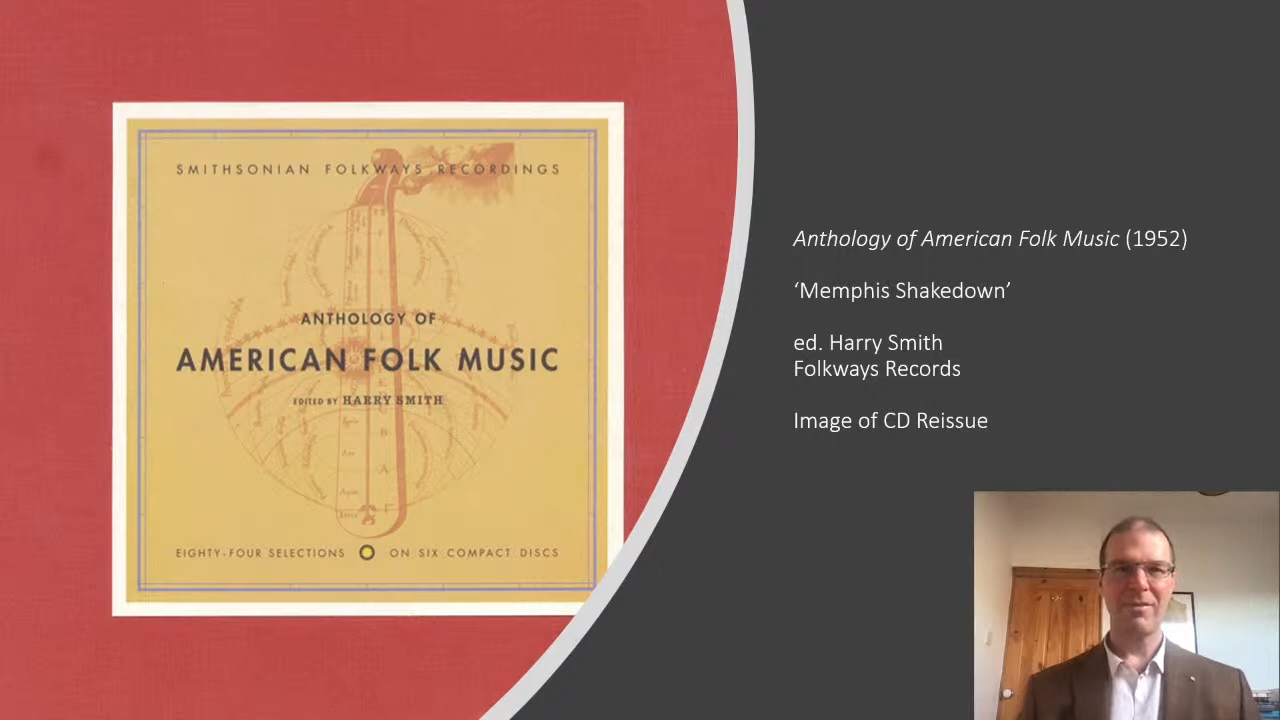 SMITHSONIAN FOLKWAYS RECORDINGS
ANTHOLOGY OF
AMERICAN FOLK MUSIC
EDITED BY HARRY SMITH
EIGHTY-FOUR SELECTIONS ON SIX COMPACT DISCS
Anthology of American Folk Music (1952)
‘Memphis Shakedown’
ed. Harry Smith
Folkways Records
Image of CD Reissue